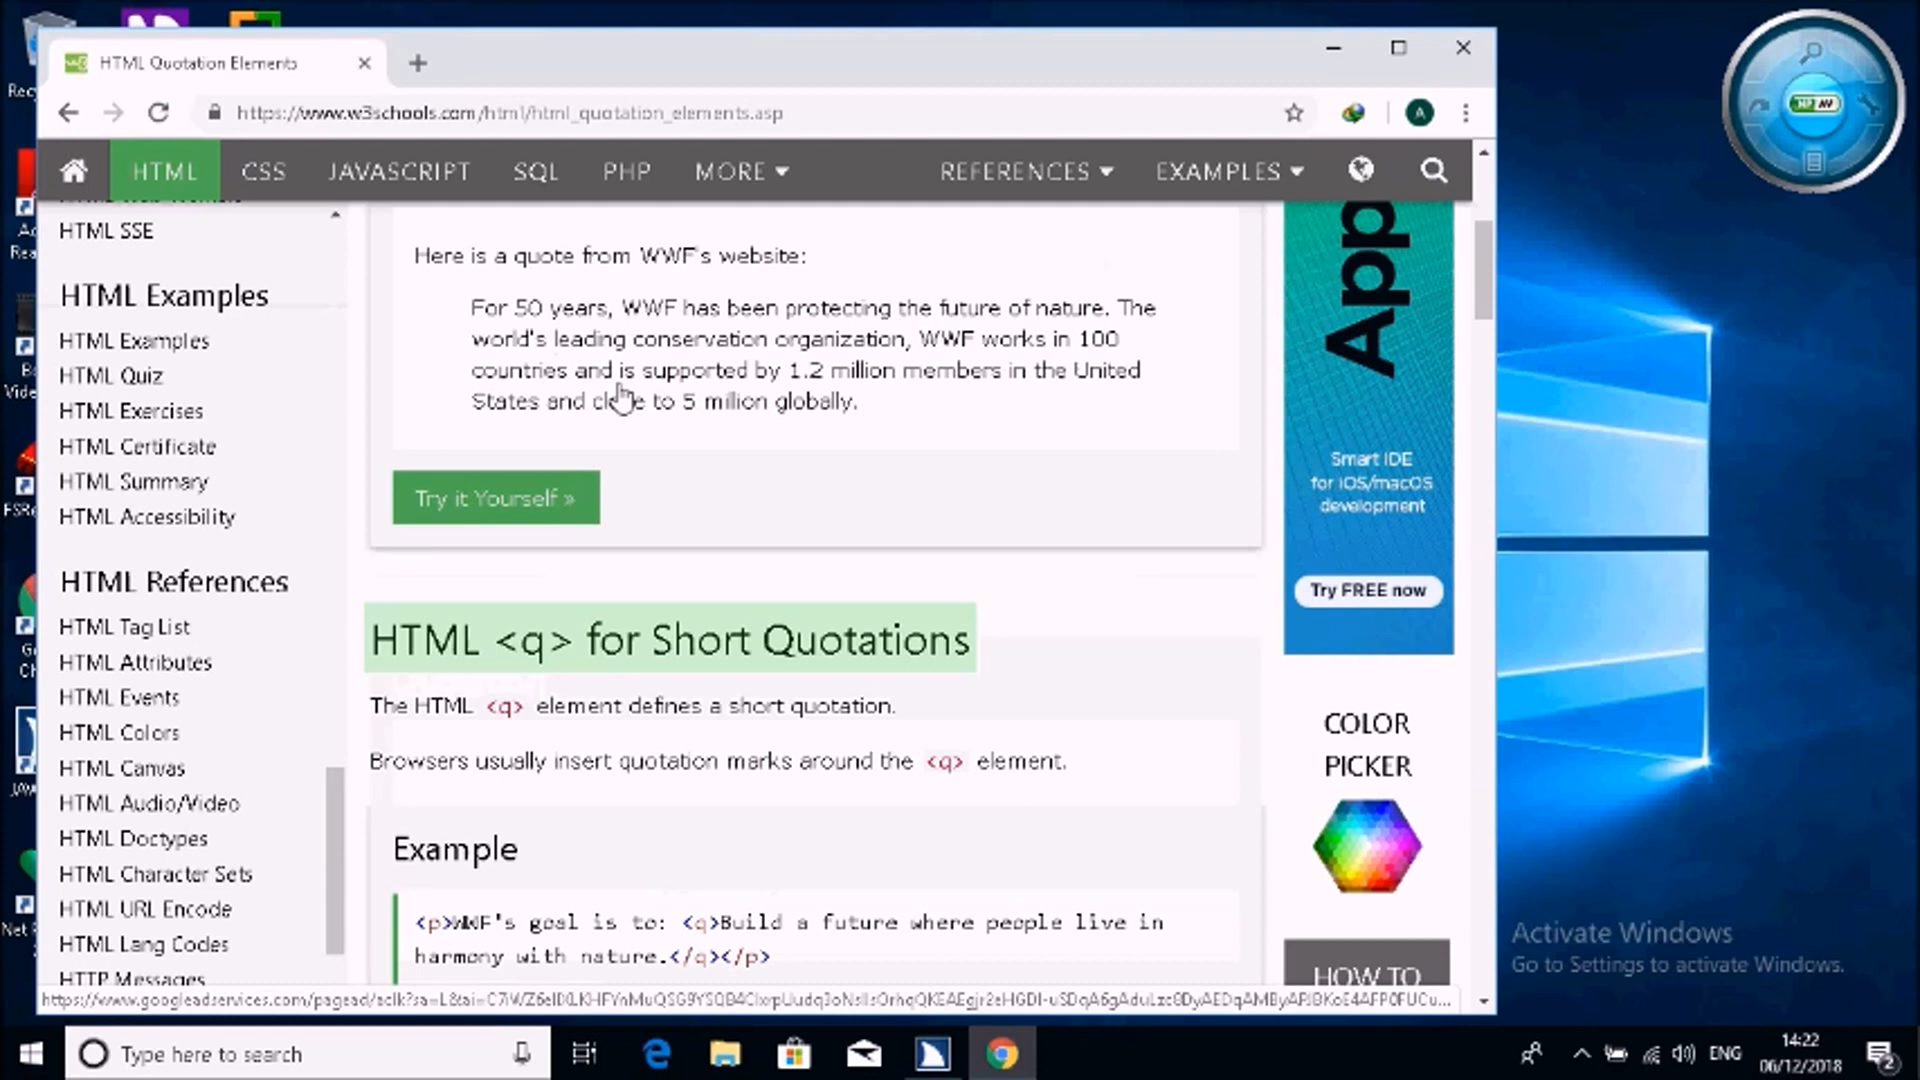 HTML Quotation Elements
https://www.w3schools.com/html/html_quotation_elements.asp
A
HTML CSS JAVASCRIPT SQL PHP MORE REFERENCES EXAMPLES
HTML SSE
HTML Examples
HTML Examples
HTML Quiz
HTML Exercises
HTML Certificate
HTML Summary
HTML Accessibility
HTML References
HTML Tag List
HTML Attributes
HTML Events
HTML Colors
HTML Canvas
HTML Audio/Video
HTML Doctypes
HTML Character Sets
HTML URL Encode
HTML Lang Codes
HTTP Messages
Here is a quote from WWF's website:
For 50 years, WWF has been protecting the future of nature. The
world's leading conservation organization, WWF works in 100
countries and is supported by 1.2 million members in the United
States and close to 5 million globally.
Try it Yourself »
HTML <q> for Short Quotations
The HTML <q> element defines a short quotation.
Browsers usually insert quotation marks around the <q> element.
Example
<p>WWF's goal is to: <q>Build a future where people live in
harmony with nature.</q></p>
App
Smart IDE
for iOS/macOS
development
Try FREE now
COLOR
PICKER
HOW TO
Activate Windows
Go to Settings to activate Windows.
Type here to search
ENG
14:22
06/12/2018
2